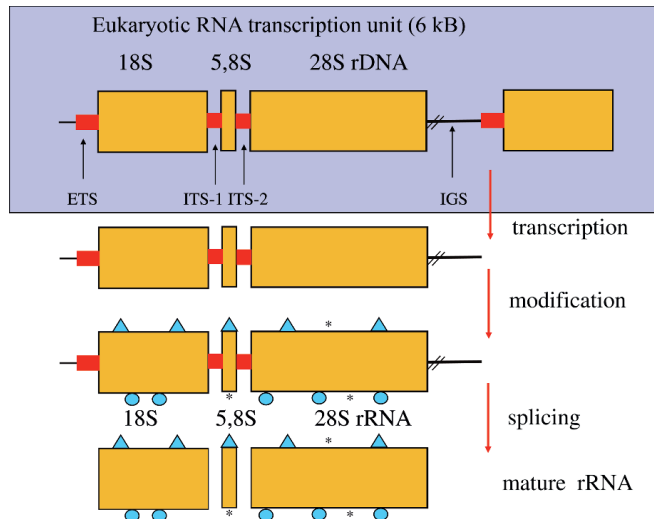 Eukaryotic RNA transcription unit (6 kB)
18S 5,8S 28S rDNA
ETS ITS-1 ITS-2 IGS
transcription
modification
*
* *
18S 5,8S 28S rRNA
splicing
*
mature rRNA
* *